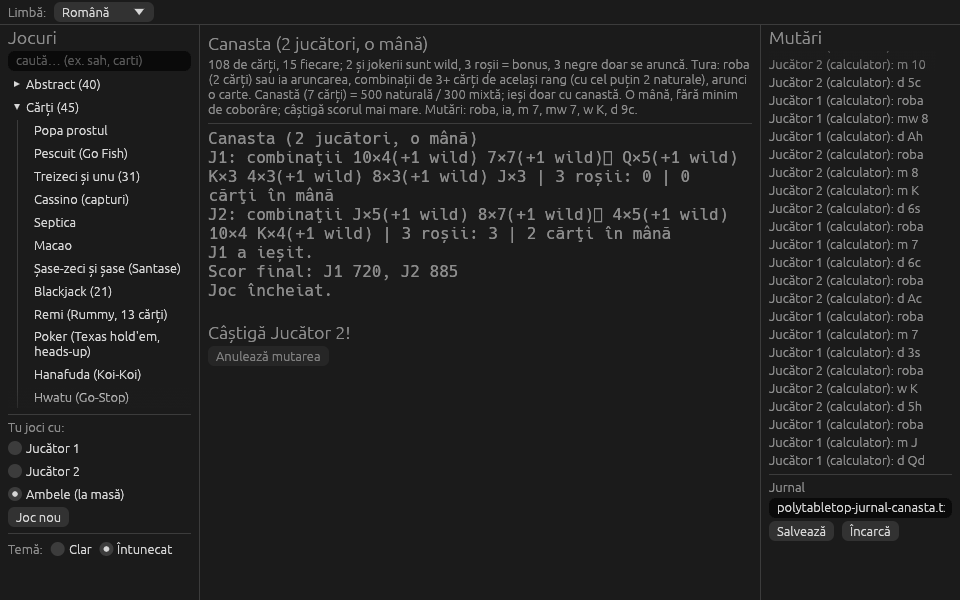 Limbă: Română
Jocuri
caută... (ex. sah, carti)
Abstract (40)
Cărți (45)
Popa prostul
Pescuit (Go Fish)
Treizeci și unu (31)
Cassino (capturi)
Septica
Macao
Șase-zeci și șase (Santase)
Blackjack (21)
Remi (Rummy, 13 cărți)
Poker (Texas hold'em,
heads-up)
Hanafuda (Koi-Koi)
Hwatu (Go-Stop)
Tu joci cu:
Jucător 1
Jucător 2
Ambele (la masă)
Joc nou
Temă: Clar Întunecat
Canasta (2 jucători, o mână)
108 de cărți, 15 fiecare; 2 și jokerii sunt wild, 3 roșii = bonus, 3 negre doar se aruncă. Tura: roba
(2 cărți) sau ia aruncarea, combinații de 3+ cărți de același rang (cu cel puțin 2 naturale), arunci
o carte. Canastă (7 cărți) = 500 naturală / 300 mixtă; ieși doar cu canastă. O mână, fără minim
de coborâre; câștigă scorul mai mare. Mutări: roba, ia, m 7, mw 7, w K, d 9c.
Canasta (2 jucători, o mână)
J1: combinații 10×4(+1 wild) 7×7(+1 wild)▯ Q×5(+1 wild)
K×3 4×3(+1 wild) 8×3(+1 wild) J×3 | 3 roșii: 0 | 0
cărți în mână
J2: combinații J×5(+1 wild) 8×7(+1 wild)▯ 4×5(+1 wild)
10×4 K×4(+1 wild) | 3 roșii: 3 | 2 cărți în mână
J1 a ieșit.
Scor final: J1 720, J2 885
Joc încheiat.
Câștigă Jucător 2!
Anulează mutarea
Mutări
Jucător 2 (calculator): m 10
Jucător 2 (calculator): d 5c
Jucător 1 (calculator): roba
Jucător 1 (calculator): mw 8
Jucător 1 (calculator): d Ah
Jucător 2 (calculator): roba
Jucător 2 (calculator): m 8
Jucător 2 (calculator): m K
Jucător 2 (calculator): d 6s
Jucător 1 (calculator): roba
Jucător 1 (calculator): m 7
Jucător 1 (calculator): d 6c
Jucător 2 (calculator): roba
Jucător 2 (calculator): d Ac
Jucător 1 (calculator): roba
Jucător 1 (calculator): m 7
Jucător 1 (calculator): d 3s
Jucător 2 (calculator): roba
Jucător 2 (calculator): w K
Jucător 2 (calculator): d 5h
Jucător 1 (calculator): roba
Jucător 1 (calculator): m J
Jucător 1 (calculator): d Qd
Jurnal
polytabletop-jurnal-canasta.t
Salvează Încarcă